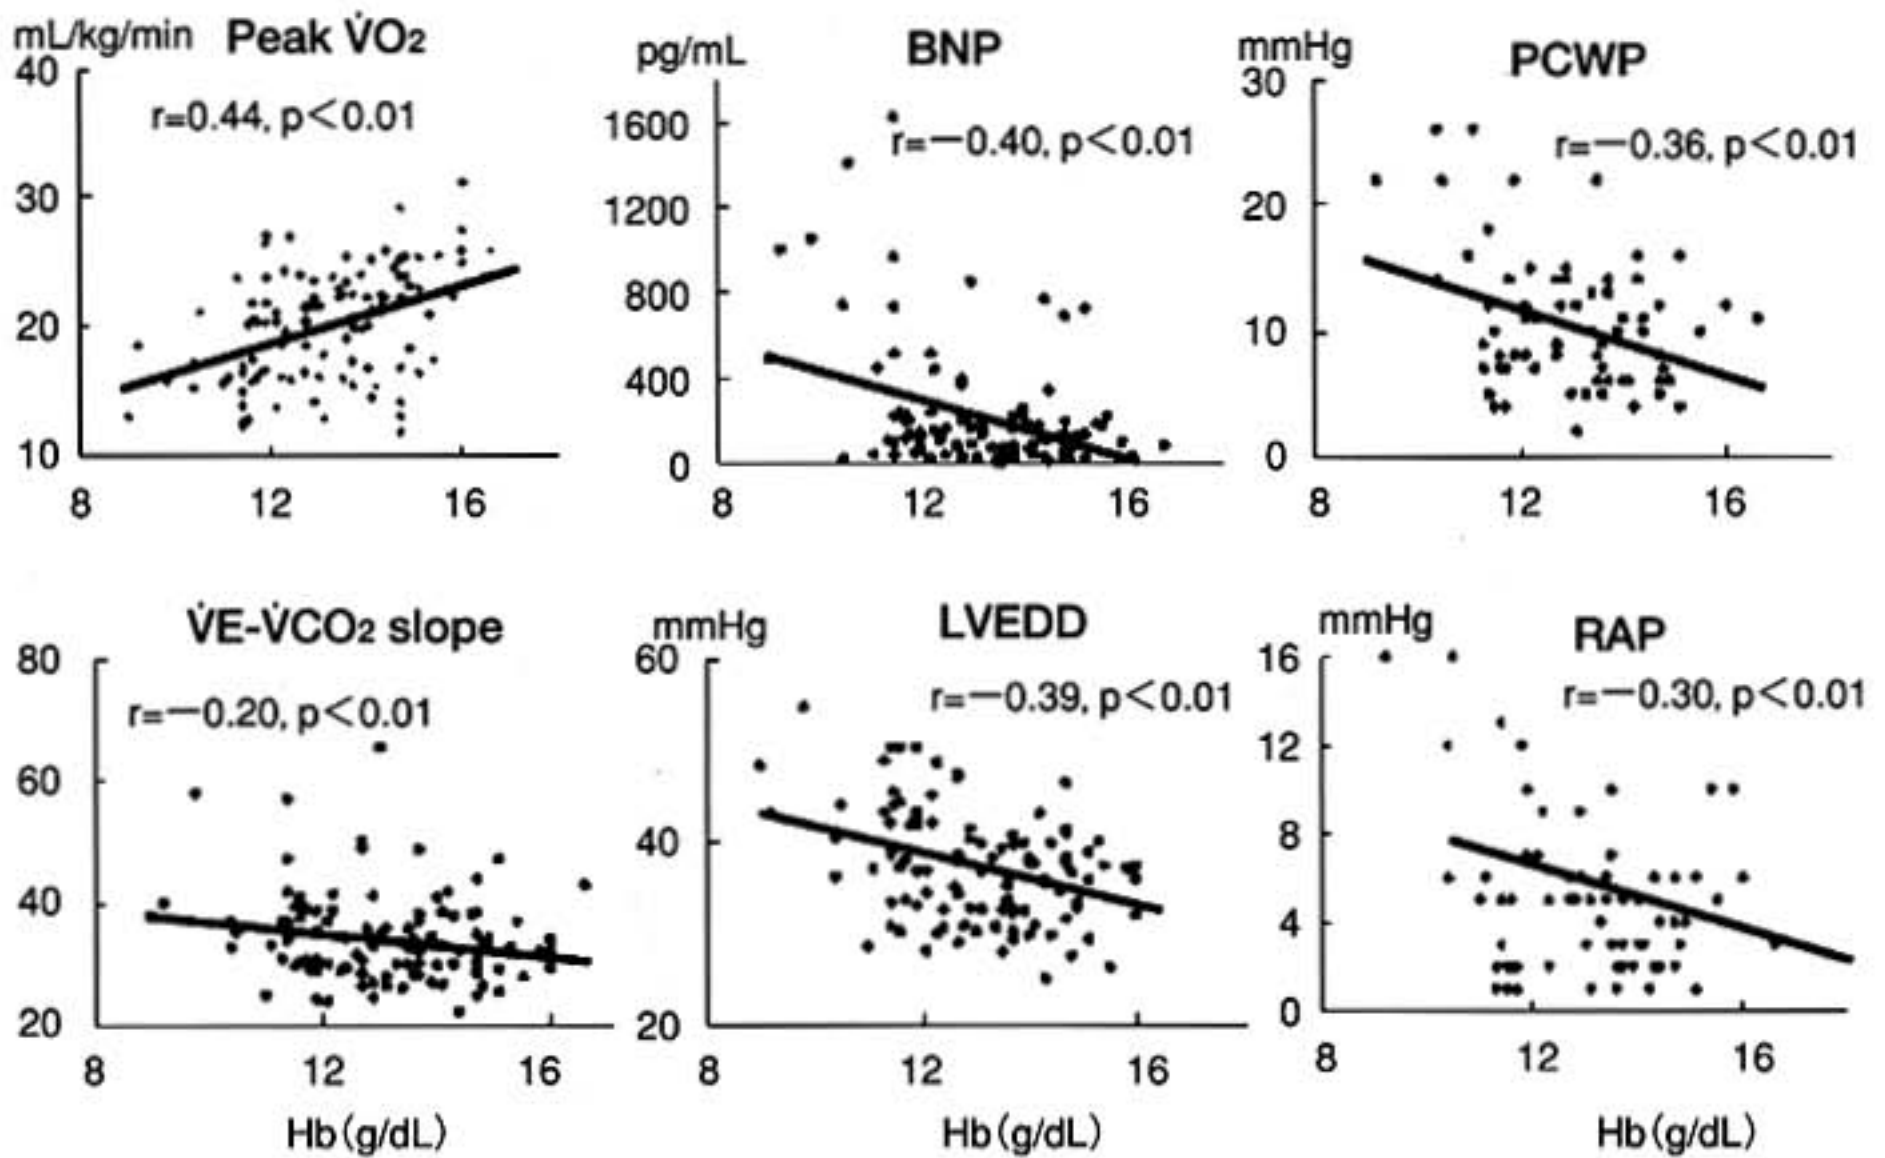 mL/kg/min Peak V̇O₂
40
30
20
10
r=0.44, p<0.01
8 12 16
pg/mL BNP
1600
1200
800
400
0
r=−0.40, p<0.01
8 12 16
mmHg PCWP
30
20
10
0
r=−0.36, p<0.01
8 12 16
V̇E-V̇CO₂ slope
80
60
40
20
r=−0.20, p<0.01
8 12 16
Hb(g/dL)
mmHg LVEDD
60
40
20
r=−0.39, p<0.01
8 12 16
Hb(g/dL)
mmHg RAP
16
12
8
4
0
r=−0.30, p<0.01
8 12 16
Hb(g/dL)